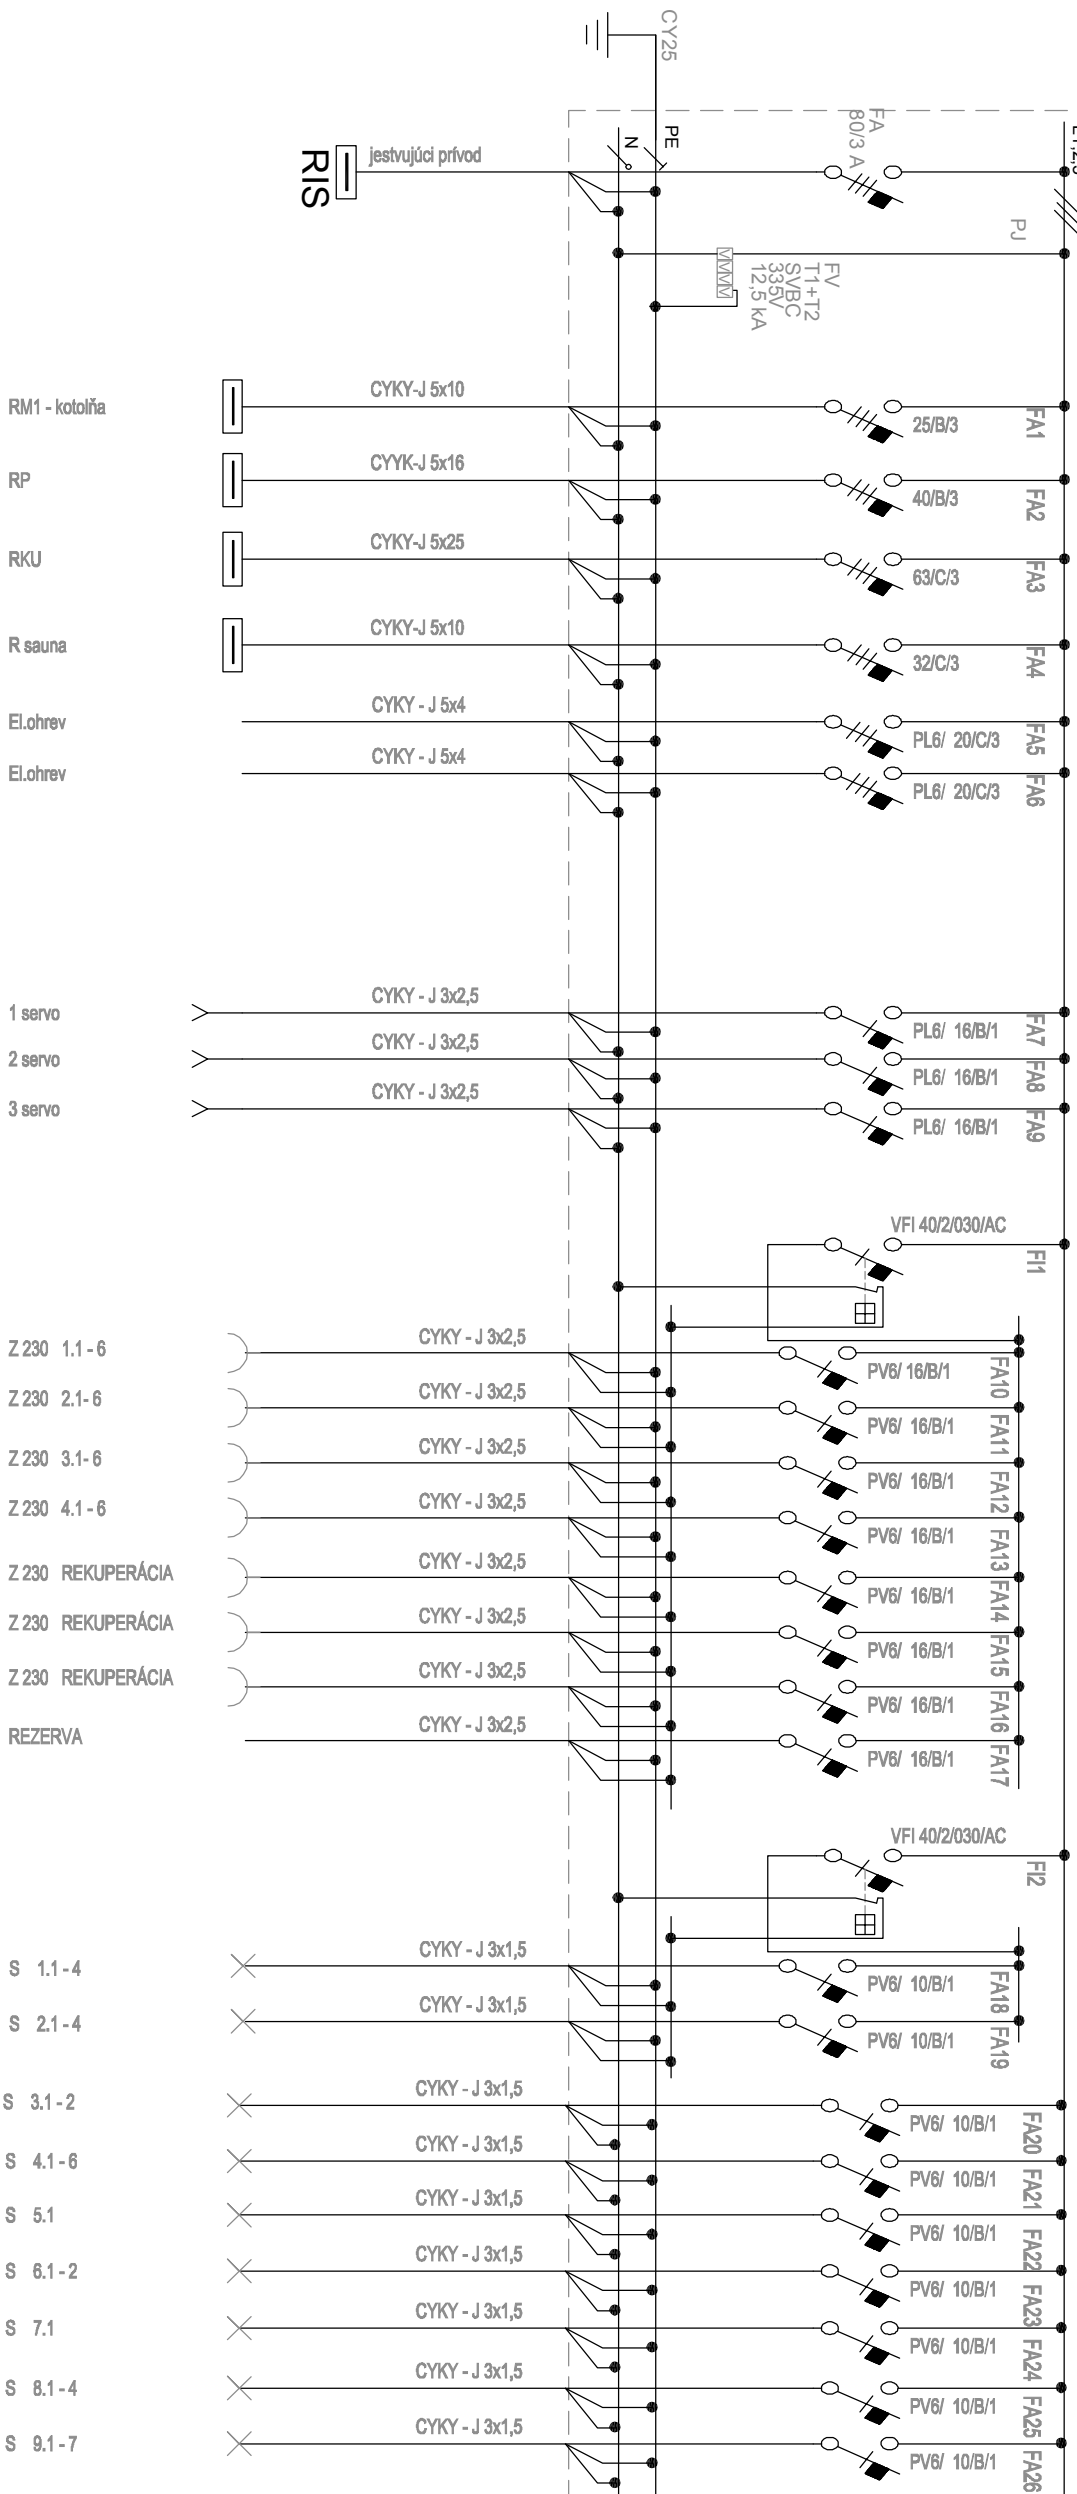 CY25
PE
N
FA
80/3 A
jestvujúci prívod
RIS
PJ
FV
T1+T2
SVBC
335V
12,5 kA
RM1 - kotolňa
CYKY-J 5x10
25/B/3
FA1
RP
CYYK-J 5x16
40/B/3
FA2
RKU
CYKY-J 5x25
63/C/3
FA3
R sauna
CYKY-J 5x10
32/C/3
FA4
El.ohrev
CYKY - J 5x4
PL6/ 20/C/3
FA5
El.ohrev
CYKY - J 5x4
PL6/ 20/C/3
FA6
1 servo
CYKY - J 3x2,5
PL6/ 16/B/1
FA7
2 servo
CYKY - J 3x2,5
PL6/ 16/B/1
FA8
3 servo
CYKY - J 3x2,5
PL6/ 16/B/1
FA9
VFI 40/2/030/AC
FI1
Z 230 1.1 - 6
CYKY - J 3x2,5
PV6/ 16/B/1
FA10
Z 230 2.1- 6
CYKY - J 3x2,5
PV6/ 16/B/1
FA11
Z 230 3.1- 6
CYKY - J 3x2,5
PV6/ 16/B/1
FA12
Z 230 4.1 - 6
CYKY - J 3x2,5
PV6/ 16/B/1
FA13
Z 230 REKUPERÁCIA
CYKY - J 3x2,5
PV6/ 16/B/1
FA14
Z 230 REKUPERÁCIA
CYKY - J 3x2,5
PV6/ 16/B/1
FA15
Z 230 REKUPERÁCIA
CYKY - J 3x2,5
PV6/ 16/B/1
FA16
REZERVA
CYKY - J 3x2,5
PV6/ 16/B/1
FA17
VFI 40/2/030/AC
FI2
S 1.1 - 4
CYKY - J 3x1,5
PV6/ 10/B/1
FA18
S 2.1 - 4
CYKY - J 3x1,5
PV6/ 10/B/1
FA19
S 3.1 - 2
CYKY - J 3x1,5
PV6/ 10/B/1
FA20
S 4.1 - 6
CYKY - J 3x1,5
PV6/ 10/B/1
FA21
S 5.1
CYKY - J 3x1,5
PV6/ 10/B/1
FA22
S 6.1 - 2
CYKY - J 3x1,5
PV6/ 10/B/1
FA23
S 7.1
CYKY - J 3x1,5
PV6/ 10/B/1
FA24
S 8.1 - 4
CYKY - J 3x1,5
PV6/ 10/B/1
FA25
S 9.1 - 7
CYKY - J 3x1,5
PV6/ 10/B/1
FA26